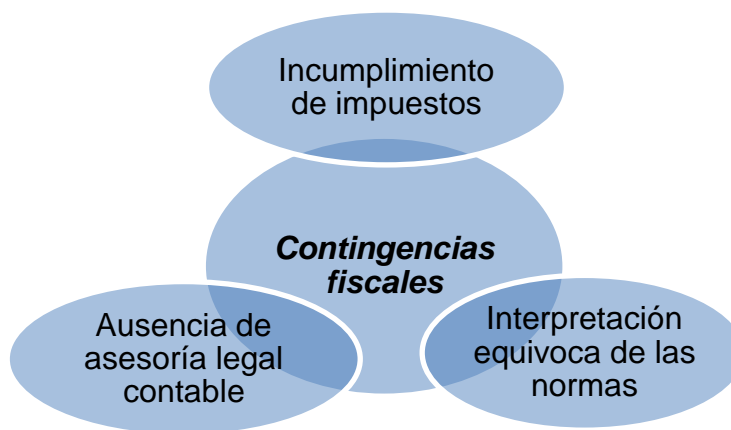 Incumplimiento
de impuestos
Contingencias
fiscales
Ausencia de
asesoría legal
contable
Interpretación
equivoca de las
normas